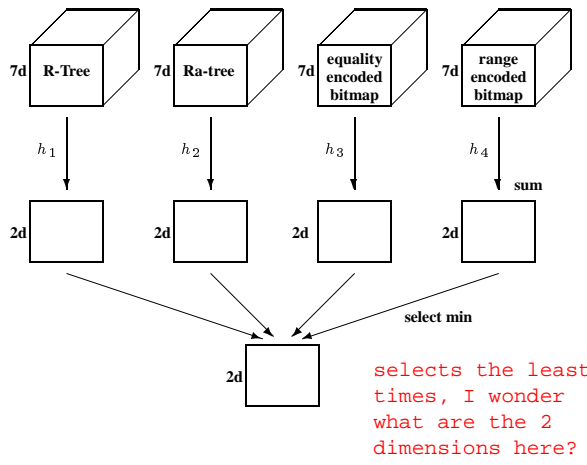 7d R-Tree
7d Ra-tree
7d equality encoded bitmap
7d range encoded bitmap
h1
h2
h3
h4
sum
2d
2d
2d
2d
select min
2d
selects the least
times, I wonder
what are the 2
dimensions here?